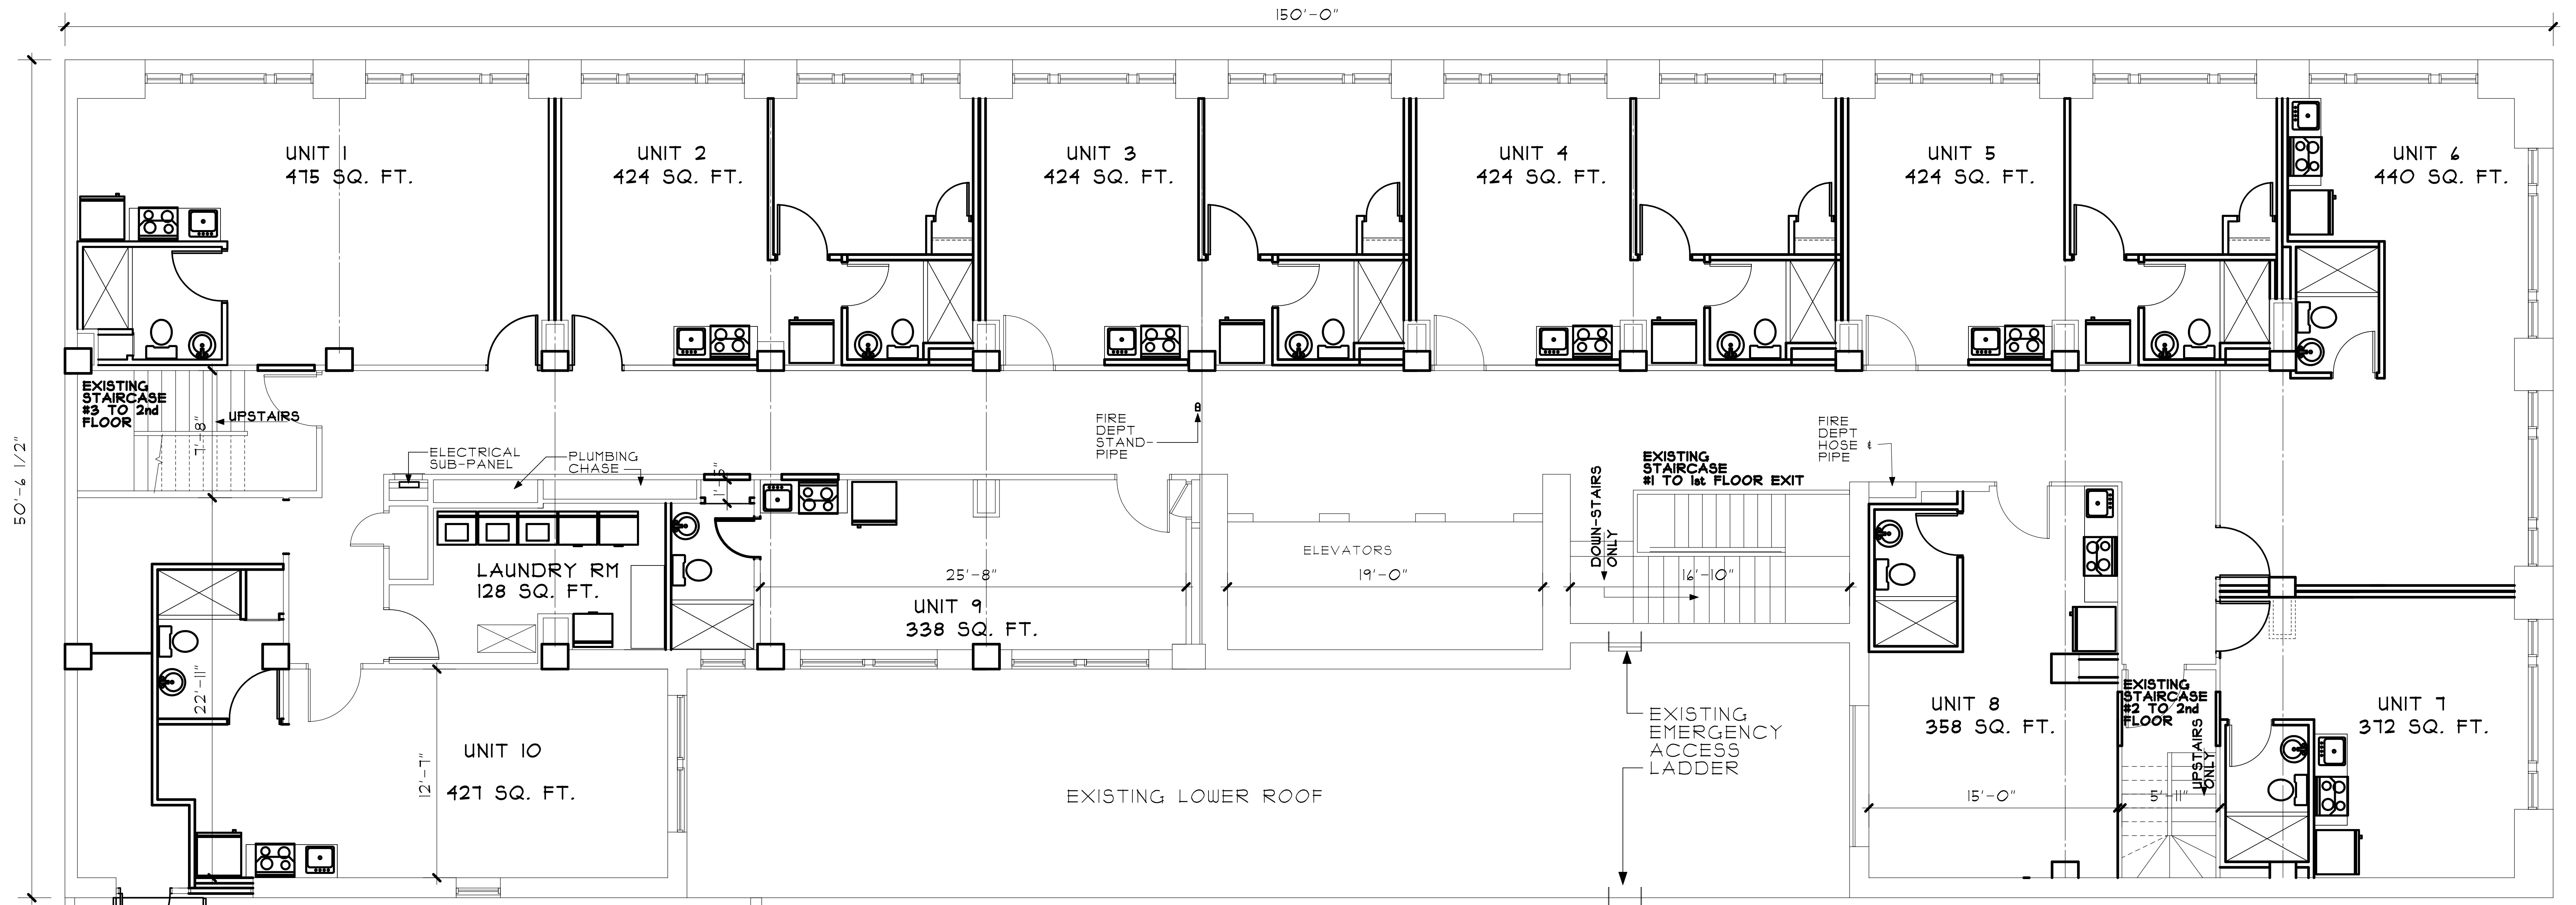 150'-0"
50'-6 1/2"
UNIT 1
475 SQ. FT.
UNIT 2
424 SQ. FT.
UNIT 3
424 SQ. FT.
UNIT 4
424 SQ. FT.
UNIT 5
424 SQ. FT.
UNIT 6
440 SQ. FT.
EXISTING
STAIRCASE
#3 TO 2nd
FLOOR
UPSTAIRS
7'-8"
ELECTRICAL
SUB-PANEL
PLUMBING
CHASE
1'-5"
FIRE
DEPT
STAND-
PIPE
FIRE
DEPT
HOSE &
PIPE
EXISTING
STAIRCASE
#1 TO 1st FLOOR EXIT
DOWN-STAIRS
ONLY
ELEVATORS
LAUNDRY RM
128 SQ. FT.
25'-8"
19'-0"
16'-10"
UNIT 9
338 SQ. FT.
22'-11"
12'-7"
UNIT 10
427 SQ. FT.
EXISTING LOWER ROOF
EXISTING
EMERGENCY
ACCESS
LADDER
UNIT 8
358 SQ. FT.
15'-0"
EXISTING
STAIRCASE
#2 TO 2nd
FLOOR
UPSTAIRS
ONLY
5'-11"
UNIT 7
372 SQ. FT.